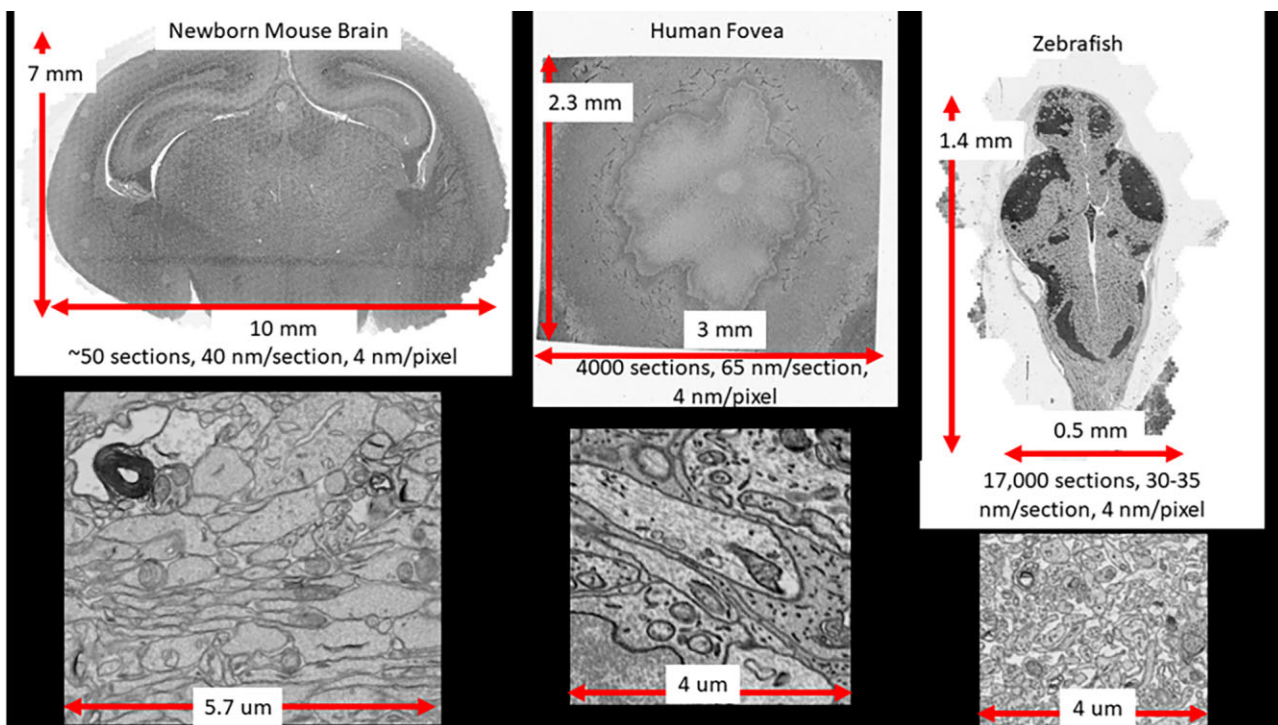 Newborn Mouse Brain
7 mm
10 mm
~50 sections, 40 nm/section, 4 nm/pixel
5.7 um
Human Fovea
2.3 mm
3 mm
4000 sections, 65 nm/section,
4 nm/pixel
4 um
Zebrafish
1.4 mm
0.5 mm
17,000 sections, 30-35
nm/section, 4 nm/pixel
4 um